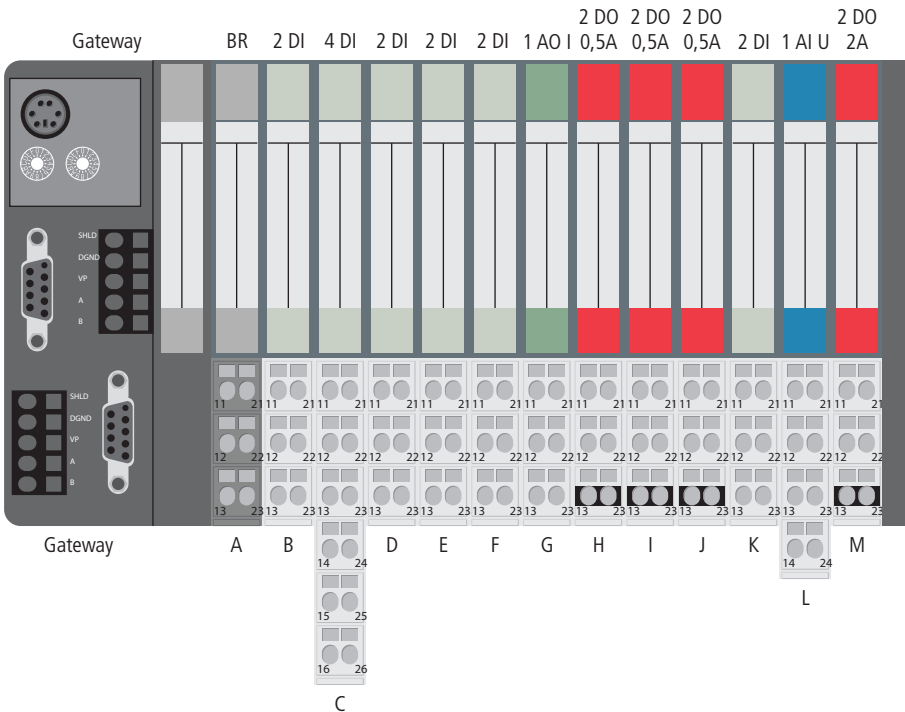 2 DO 2 DO 2 DO 2 DO
Gateway BR 2 DI 4 DI 2 DI 2 DI 2 DI 1 AO I 0,5A 0,5A 0,5A 2 DI 1 AI U 2A
SHLD
DGND
VP
A
B
SHLD
DGND
VP
A
B
11 21 11 21 11 21 11 21 11 21 11 21 11 21 11 21 11 21 11 21 11 21 11 21 11 21
12 22 12 22 12 22 12 22 12 22 12 22 12 22 12 22 12 22 12 22 12 22 12 22 12 22
13 23 13 23 13 23 13 23 13 23 13 23 13 23 13 23 13 23 13 23 13 23 13 23 13 23
Gateway A B D E F G H I J K M
14 24 14 24
L
15 25
16 26
C